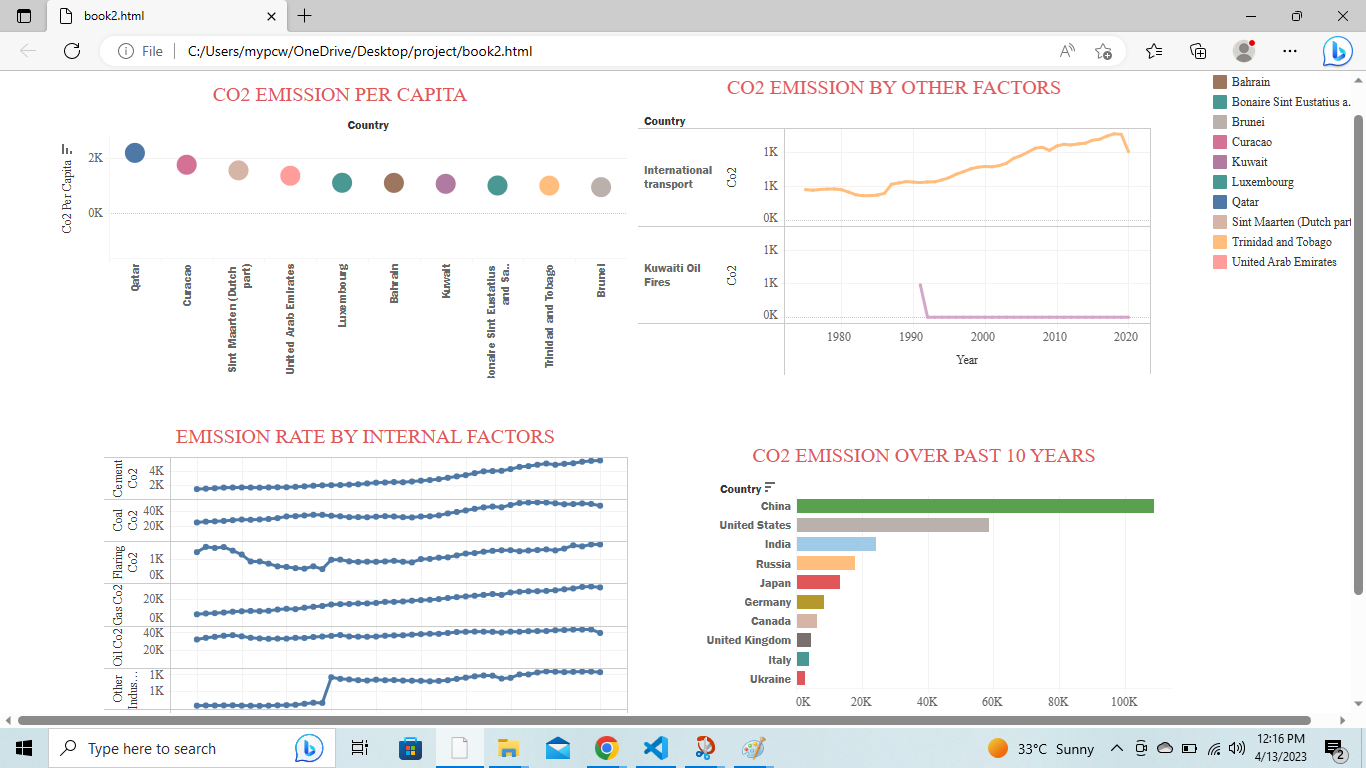 book2.html
File
C:/Users/mypcw/OneDrive/Desktop/project/book2.html
CO2 EMISSION PER CAPITA
Country
Co2 Per Capita
2K
0K
Qatar
Curacao
Sint Maarten (Dutch
part)
United Arab Emirates
Luxembourg
Bahrain
Kuwait
onaire Sint Eustatius
and Sa..
Trinidad and Tobago
Brunei
CO2 EMISSION BY OTHER FACTORS
Country
International
transport
Co2
1K
1K
0K
Kuwaiti Oil
Fires
Co2
1K
1K
0K
1980
1990
2000
2010
2020
Year
Bahrain
Bonaire Sint Eustatius a..
Brunei
Curacao
Kuwait
Luxembourg
Qatar
Sint Maarten (Dutch part
Trinidad and Tobago
United Arab Emirates
EMISSION RATE BY INTERNAL FACTORS
Cement
Co2
4K
2K
Coal
Co2
40K
20K
Flaring
Co2
1K
0K
Gas Co2
20K
0K
Oil Co2
40K
20K
Other
Indus...
1K
1K
CO2 EMISSION OVER PAST 10 YEARS
Country
China
United States
India
Russia
Japan
Germany
Canada
United Kingdom
Italy
Ukraine
0K
20K
40K
60K
80K
100K
Type here to search
33°C Sunny
12:16 PM
4/13/2023
2